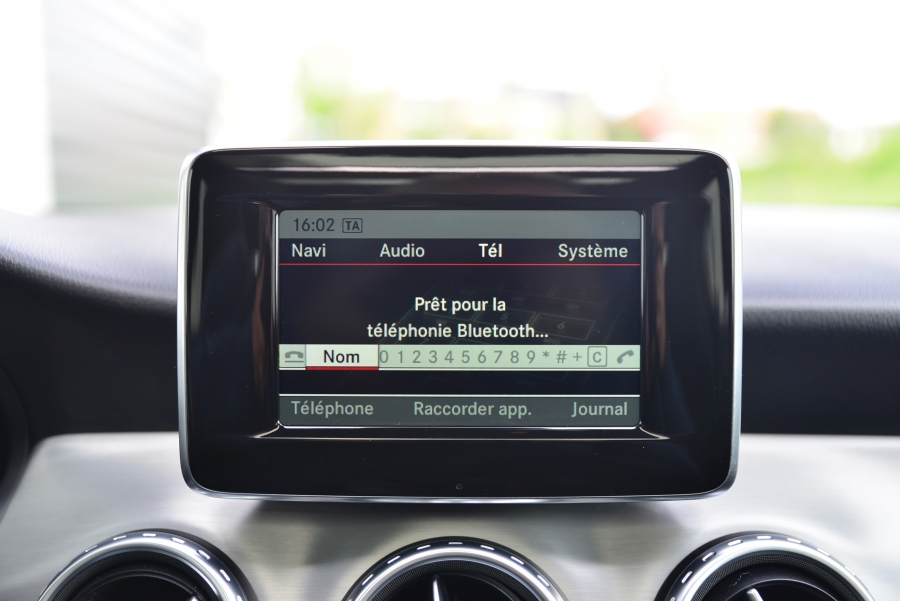 16:02 TA
Navi Audio Tél Système
Prêt pour la
téléphonie Bluetooth...
Nom 0 1 2 3 4 5 6 7 8 9 * # + C
Téléphone Raccorder app. Journal